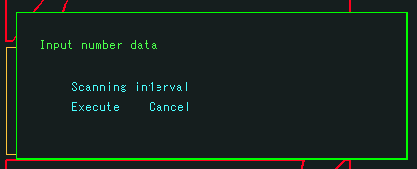 Input number data
Scanning interval
Execute Cancel